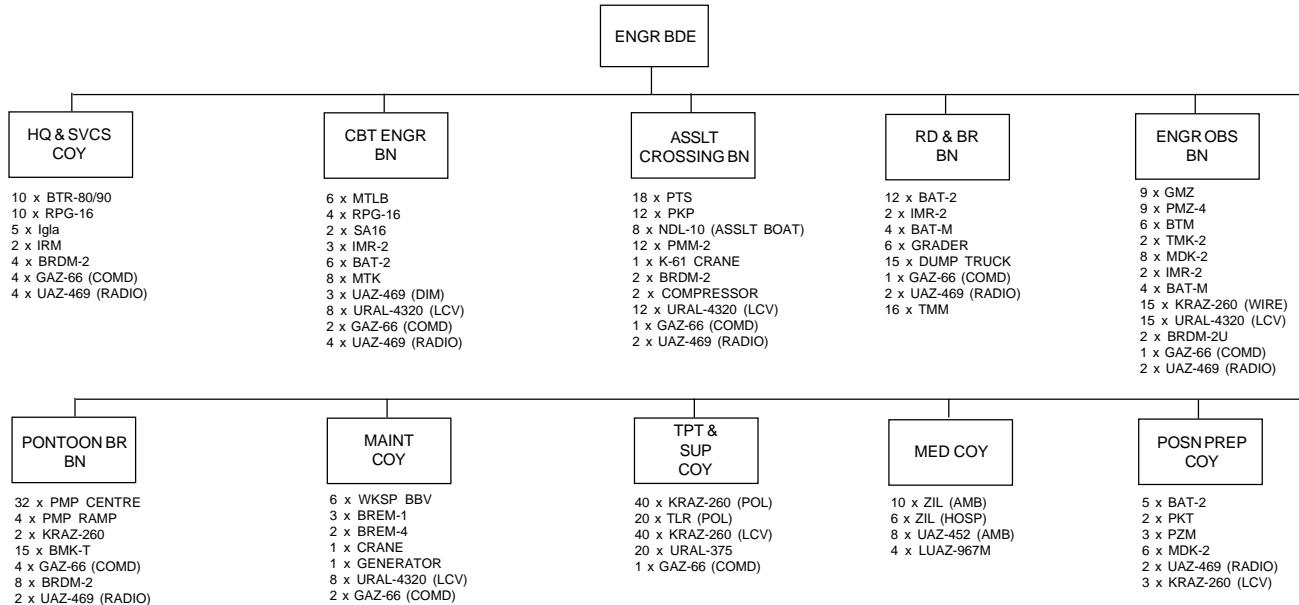 ENGR BDE
HQ & SVCS
COY
10 x BTR-80/90
10 x RPG-16
5 x Igla
2 x IRM
4 x BRDM-2
4 x GAZ-66 (COMD)
4 x UAZ-469 (RADIO)
CBT ENGR
BN
6 x MTLB
4 x RPG-16
2 x SA16
3 x IMR-2
6 x BAT-2
8 x MTK
3 x UAZ-469 (DIM)
8 x URAL-4320 (LCV)
2 x GAZ-66 (COMD)
4 x UAZ-469 (RADIO)
ASSLT
CROSSING BN
18 x PTS
12 x PKP
8 x NDL-10 (ASSLT BOAT)
12 x PMM-2
1 x K-61 CRANE
2 x BRDM-2
2 x COMPRESSOR
12 x URAL-4320 (LCV)
1 x GAZ-66 (COMD)
2 x UAZ-469 (RADIO)
RD & BR
BN
12 x BAT-2
2 x IMR-2
4 x BAT-M
6 x GRADER
15 x DUMP TRUCK
1 x GAZ-66 (COMD)
2 x UAZ-469 (RADIO)
16 x TMM
ENGR OBS
BN
9 x GMZ
9 x PMZ-4
6 x BTM
2 x TMK-2
8 x MDK-2
2 x IMR-2
4 x BAT-M
15 x KRAZ-260 (WIRE)
15 x URAL-4320 (LCV)
2 x BRDM-2U
1 x GAZ-66 (COMD)
2 x UAZ-469 (RADIO)
PONTOON BR
BN
32 x PMP CENTRE
4 x PMP RAMP
2 x KRAZ-260
15 x BMK-T
4 x GAZ-66 (COMD)
8 x BRDM-2
2 x UAZ-469 (RADIO)
MAINT
COY
6 x WKSP BBV
3 x BREM-1
2 x BREM-4
1 x CRANE
1 x GENERATOR
8 x URAL-4320 (LCV)
2 x GAZ-66 (COMD)
TPT &
SUP
COY
40 x KRAZ-260 (POL)
20 x TLR (POL)
40 x KRAZ-260 (LCV)
20 x URAL-375
1 x GAZ-66 (COMD)
MED COY
10 x ZIL (AMB)
6 x ZIL (HOSP)
8 x UAZ-452 (AMB)
4 x LUAZ-967M
POSN PREP
COY
5 x BAT-2
2 x PKT
3 x PZM
6 x MDK-2
2 x UAZ-469 (RADIO)
3 x KRAZ-260 (LCV)